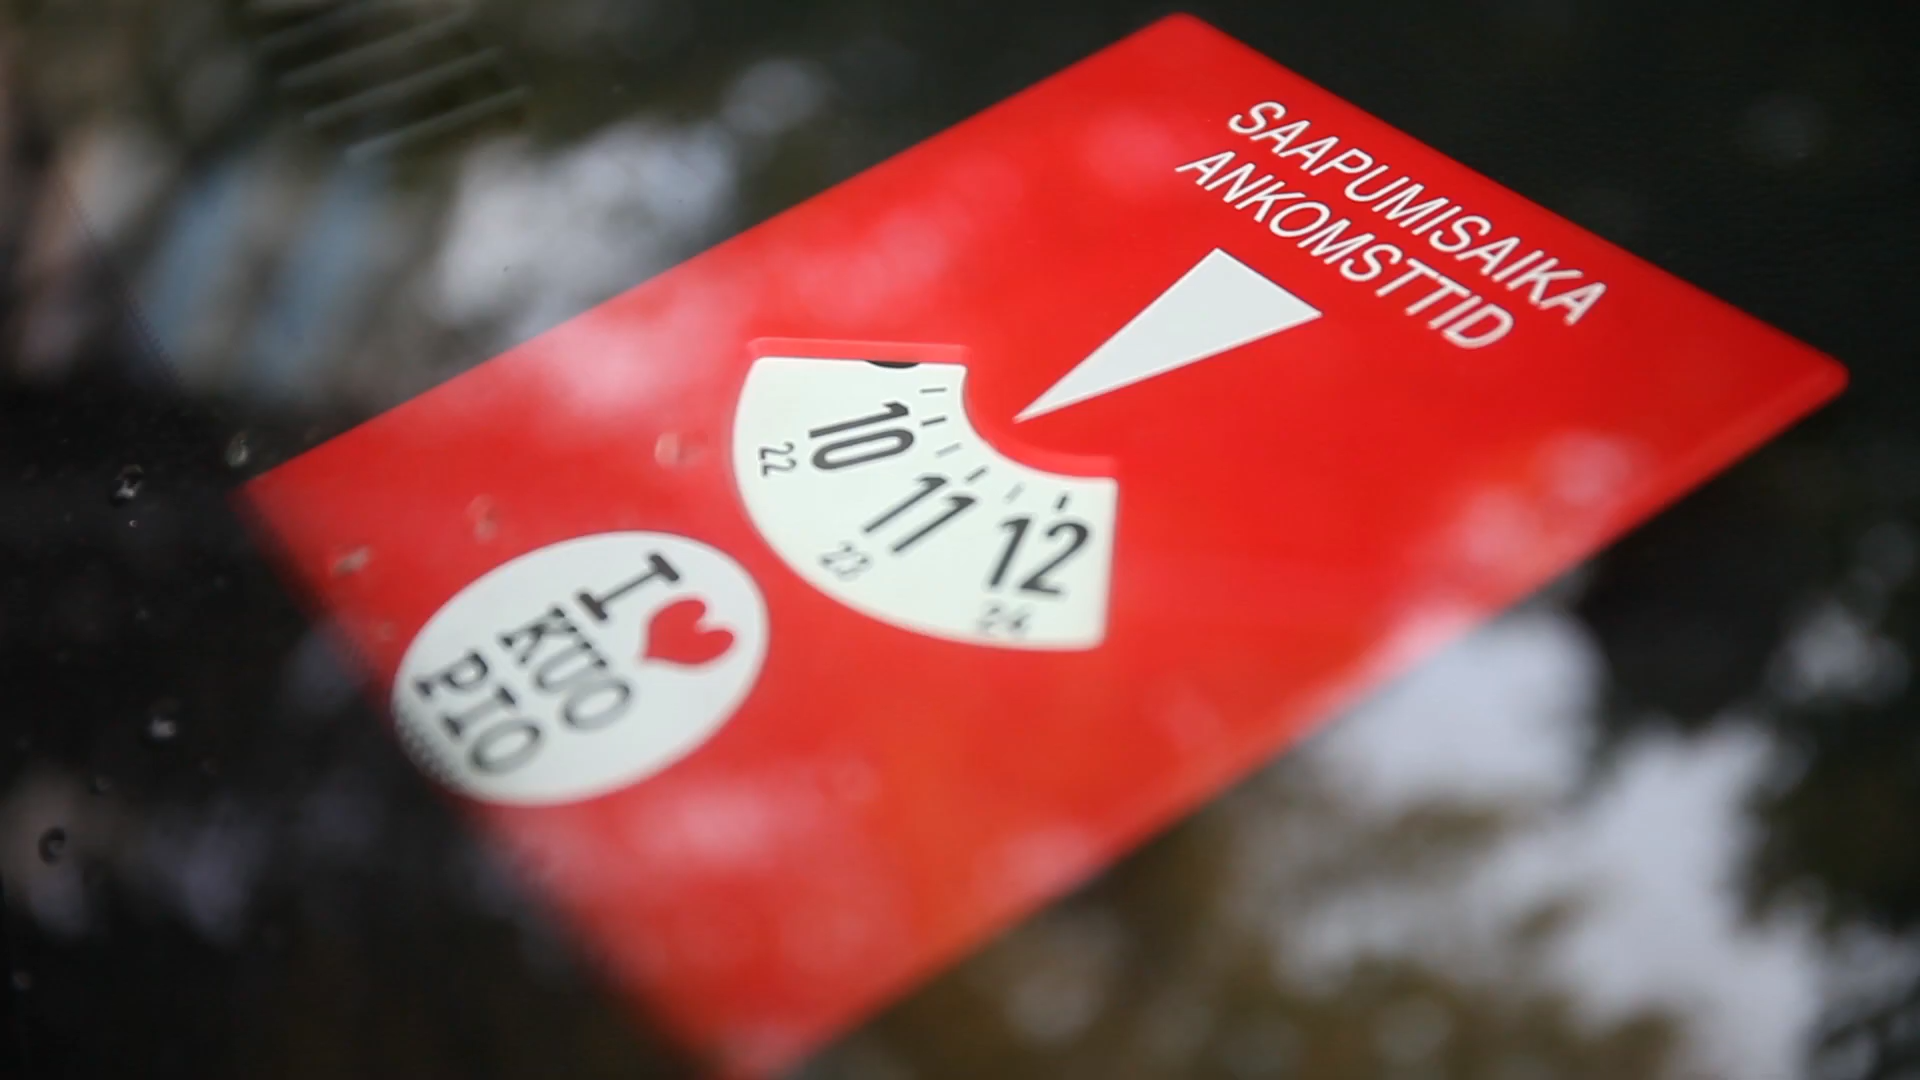 SAAPUMISAIKA
ANKOMSTTID
10 11 12
22 23 24
I ♥
KUO
PIO